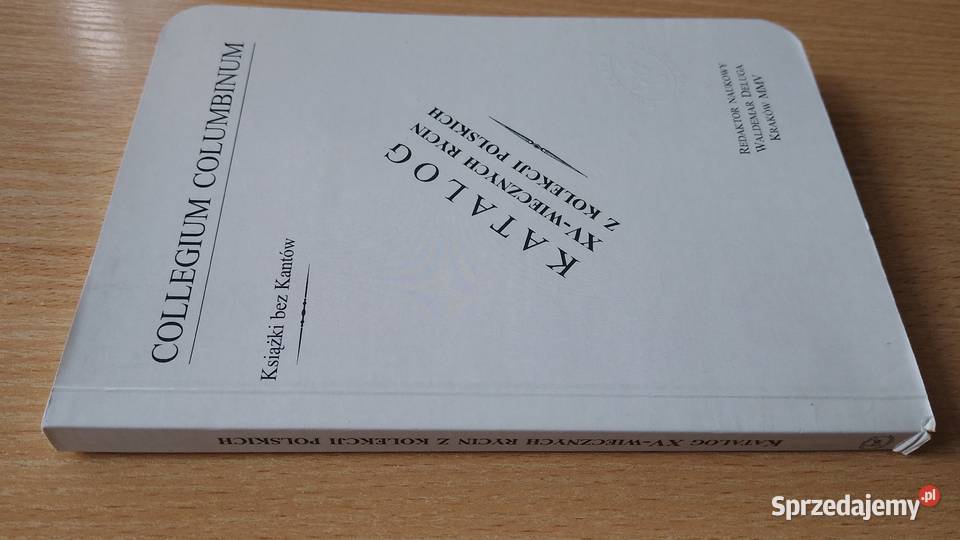 COLLEGIUM COLUMBINUM
Książki bez Kantów
KATALOG
XV-WIECZNYCH RYCIN
Z KOLEKCJI POLSKICH
REDAKTOR NAUKOWY
WALDEMAR DELUGA
KRAKÓW MMV
KATALOG XV-WIECZNYCH RYCIN Z KOLEKCJI POLSKICH
Sprzedajemy.pl